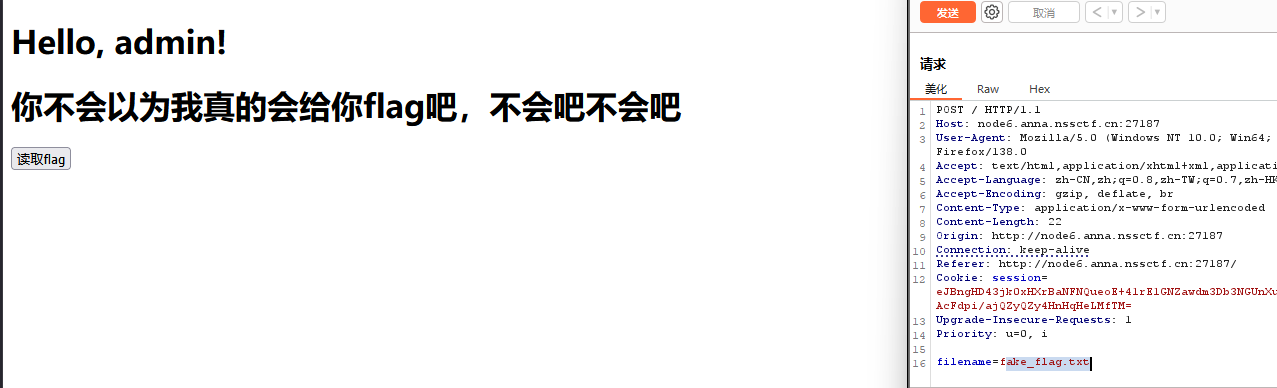 Hello, admin!
你不会以为我真的会给你flag吧，不会吧不会吧
读取flag
发送
取消
< ▼
> ▼
请求
美化 Raw Hex
1 POST / HTTP/1.1
2 Host: node6.anna.nssctf.cn:27187
3 User-Agent: Mozilla/5.0 (Windows NT 10.0; Win64;
Firefox/138.0
4 Accept: text/html,application/xhtml+xml,applicati
5 Accept-Language: zh-CN,zh;q=0.8,zh-TW;q=0.7,zh-HK
6 Accept-Encoding: gzip, deflate, br
7 Content-Type: application/x-www-form-urlencoded
8 Content-Length: 22
9 Origin: http://node6.anna.nssctf.cn:27187
10 Connection: keep-alive
11 Referer: http://node6.anna.nssctf.cn:27187/
12 Cookie: session=
AcFdpi/ajQZyQZy4HnHqHeLMfTM=
13 Upgrade-Insecure-Requests: 1
14 Priority: u=0, i
15
16 filename=fake_flag.txt